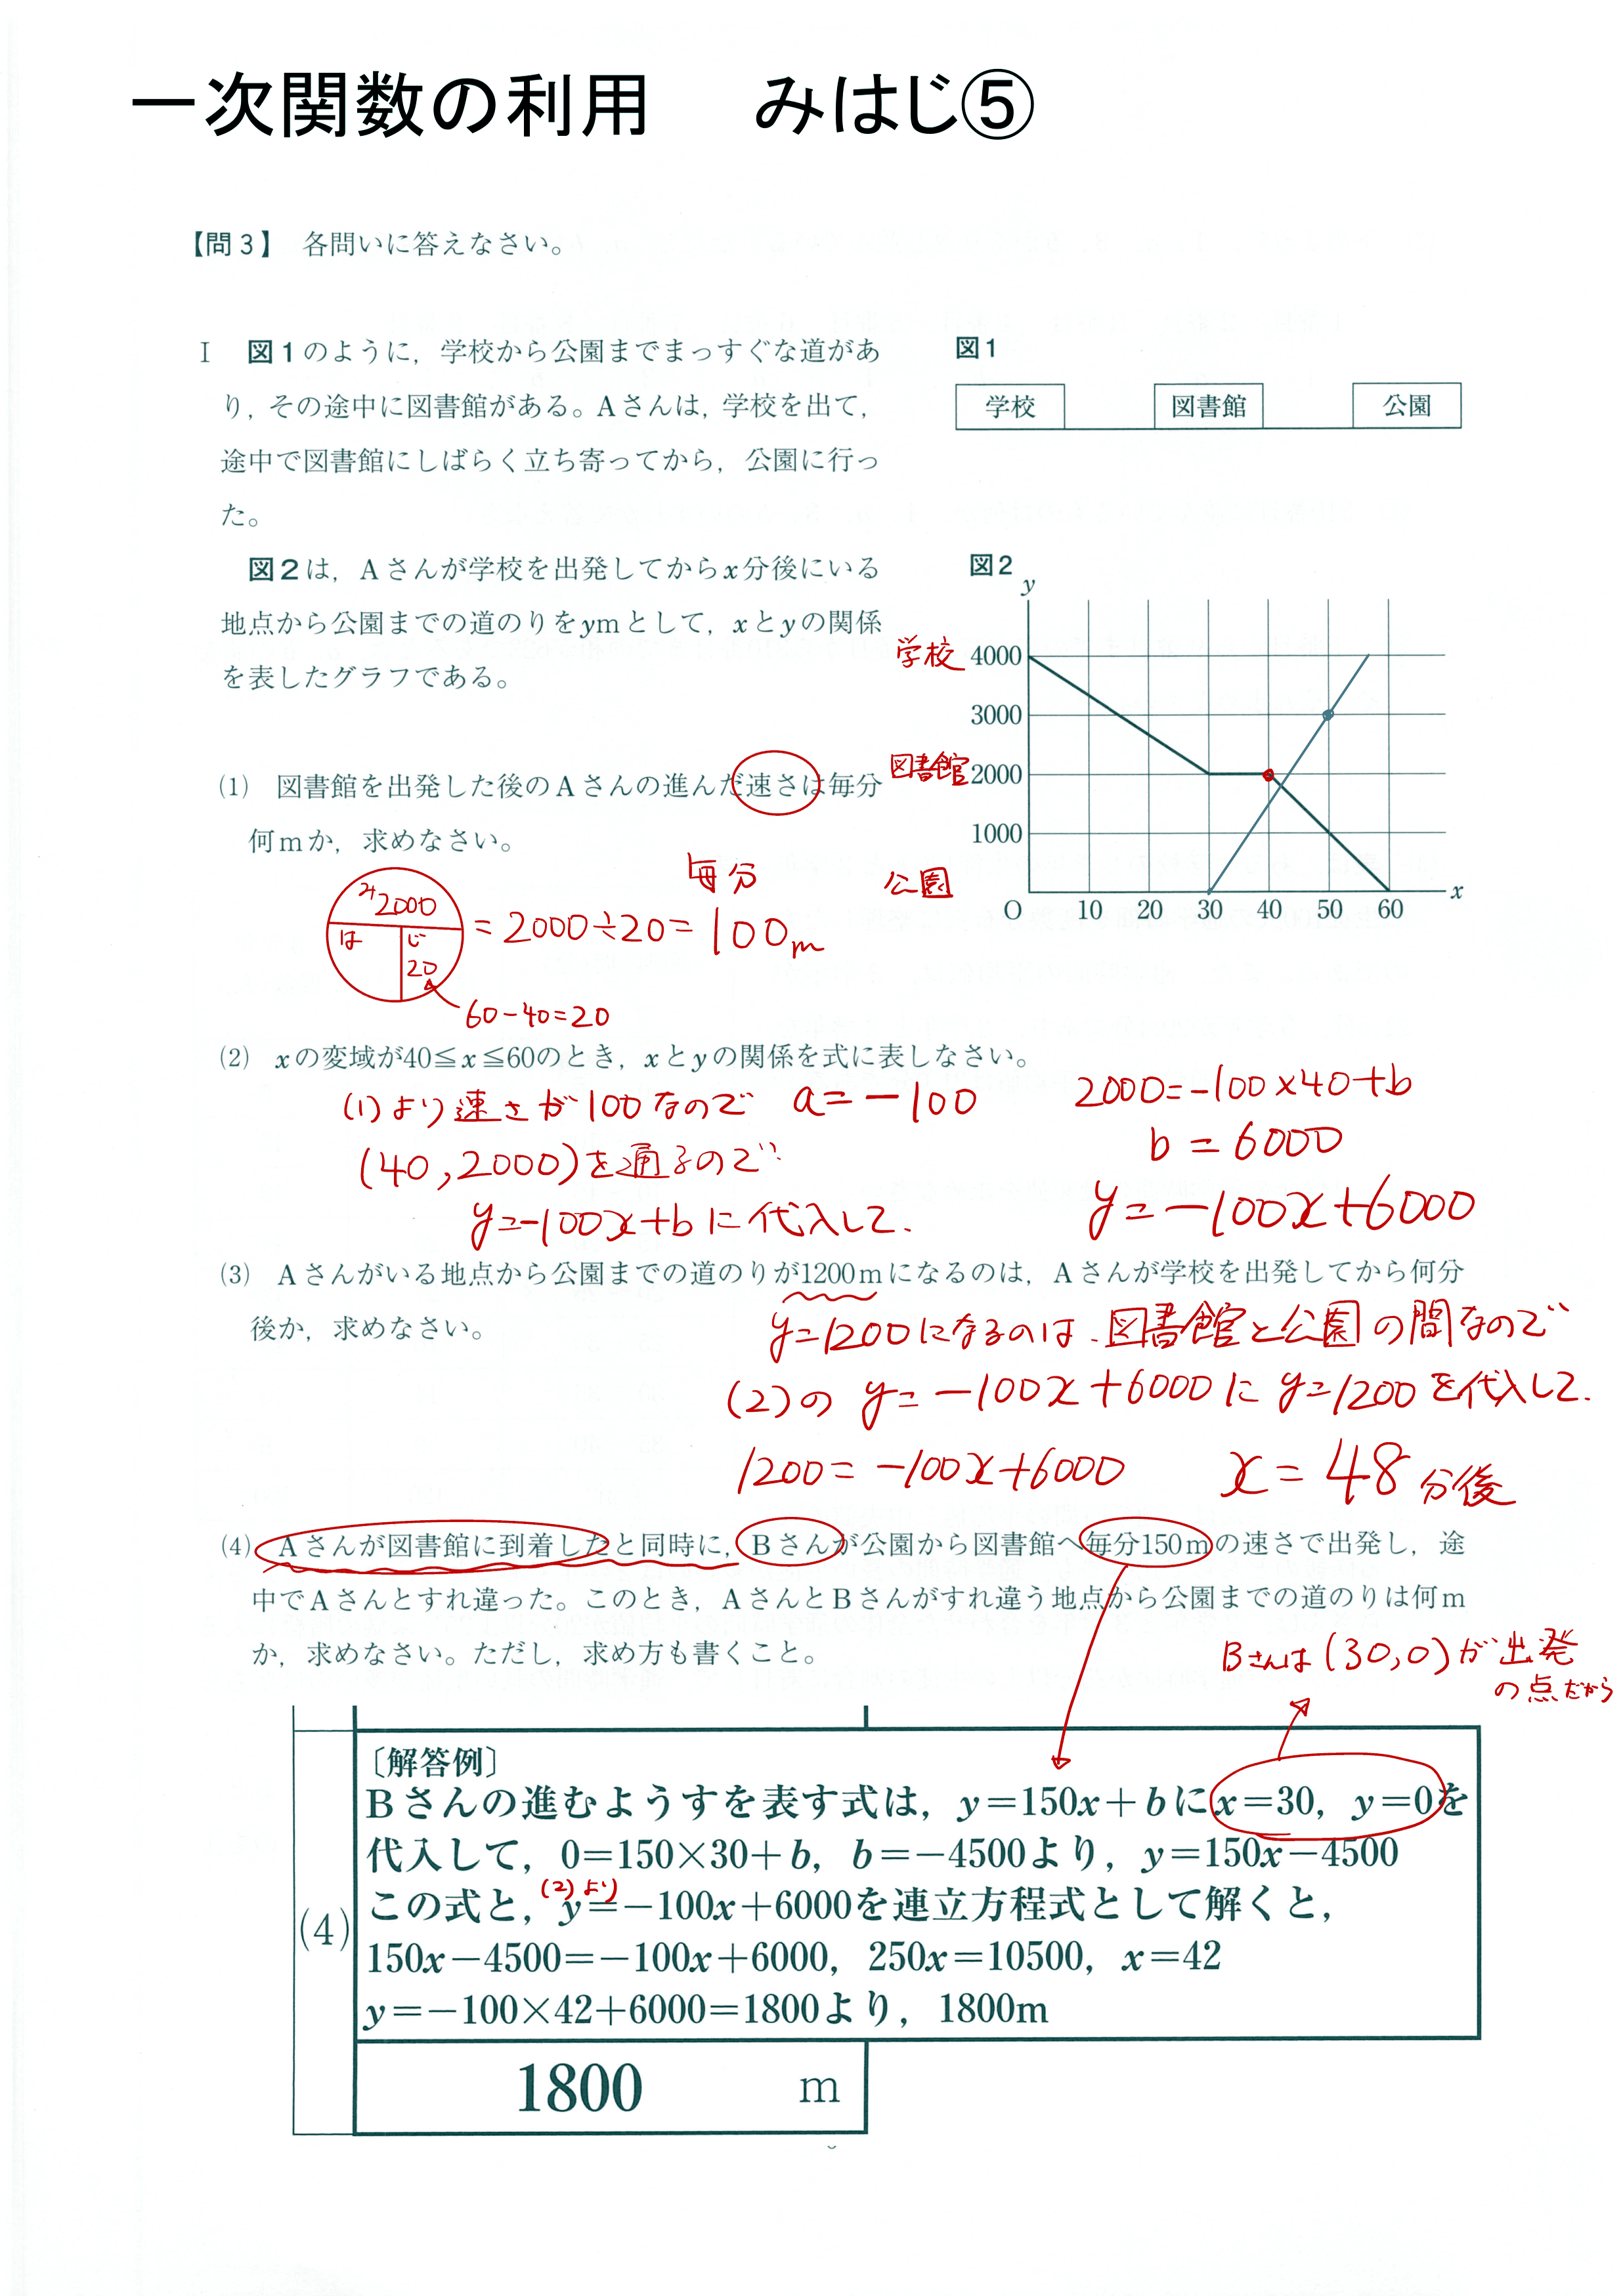 一次関数の利用　みはじ⑤
【問3】 各問いに答えなさい。
Ⅰ 図1のように，学校から公園までまっすぐな道があ
り，その途中に図書館がある。Aさんは，学校を出て，
途中で図書館にしばらく立ち寄ってから，公園に行っ
た。
図2は，Aさんが学校を出発してからx分後にいる
地点から公園までの道のりをymとして，xとyの関係
を表したグラフである。
図1
学校 図書館 公園
図2
y
学校 4000
3000
図書館 2000
1000
公園
O 10 20 30 40 50 60 x
(1) 図書館を出発した後のAさんの進んだ速さは毎分
何mか，求めなさい。
み 2000
は じ 20
= 2000÷20= 毎分 100m
60-40=20
(2) xの変域が40≦x≦60のとき，xとyの関係を式に表しなさい。
(1)より速さが100なので a=-100
(40,2000)を通るので
y=-100x+bに代入して.
2000=-100×40+b
b=6000
y=-100x+6000
(3) Aさんがいる地点から公園までの道のりが1200mになるのは，Aさんが学校を出発してから何分
後か，求めなさい。
y=1200になるのは、図書館と公園の間なので
(2)の y=-100x+6000に y=1200を代入して.
1200=-100x+6000 x=48分後
(4) Aさんが図書館に到着したと同時に，Bさんが公園から図書館へ毎分150mの速さで出発し，途
中でAさんとすれ違った。このとき，AさんとBさんがすれ違う地点から公園までの道のりは何m
か，求めなさい。ただし，求め方も書くこと。
Bさんは(30,0)が出発
の点だから
(4)
〔解答例〕
Bさんの進むようすを表す式は，y=150x+bにx=30，y=0を
代入して，0=150×30+b，b=-4500より，y=150x-4500
(2)より
この式と，y=-100x+6000を連立方程式として解くと，
150x-4500=-100x+6000，250x=10500，x=42
y=-100×42+6000=1800より，1800m
1800 m